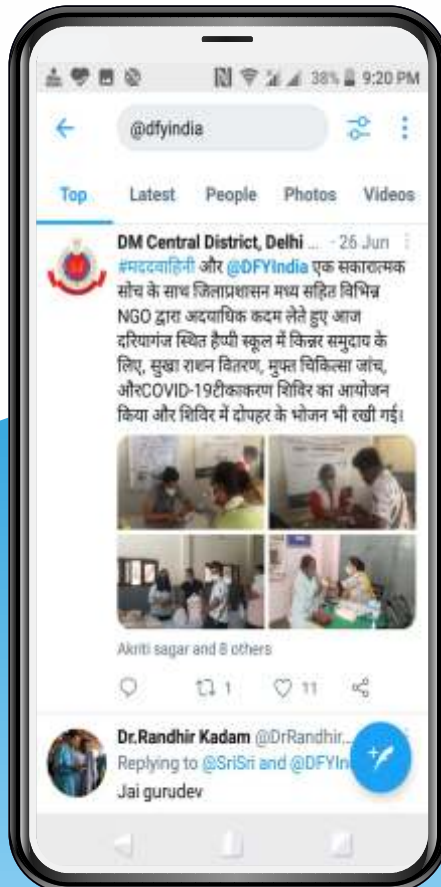 38% 9:20 PM
@dfyindia
Top Latest People Photos Videos
DM Central District, Delhi ... · 26 Jun
#मददवाहिनी और @DFYIndia एक सकारात्मक
सोच के साथ जिलाप्रशासन मध्य सहित विभिन्न
NGO द्वारा अदयाधिक कदम लेते हुए आज
दरियागंज स्थित हैप्पी स्कूल में किन्नर समुदाय के
लिए, सुखा राशन वितरण, मुफ्त चिकित्सा जांच,
औरCOVID-19टीकाकरण शिविर का आयोजन
किया और शिविर में दोपहर के भोजन भी रखी गई।
Akriti sagar and 8 others
1 11
Dr.Randhir Kadam @DrRandhir...
Replying to @SriSri and @DFYIn
Jai gurudev